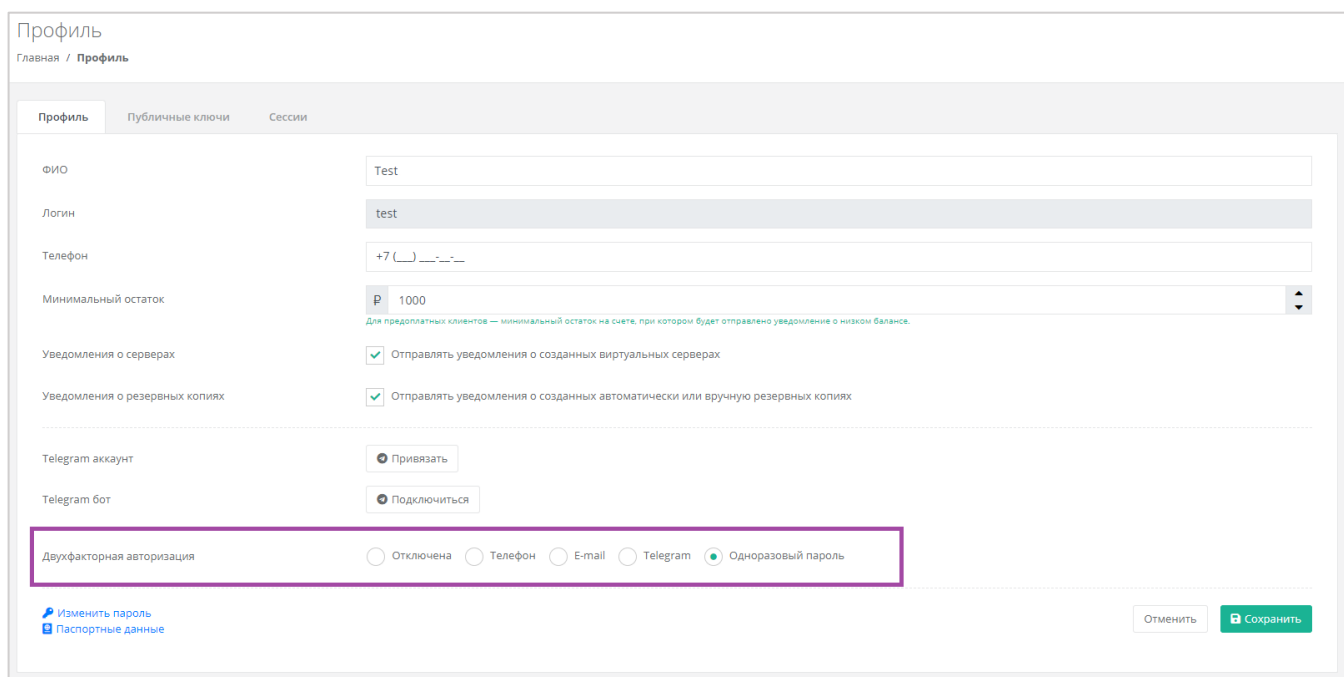 Профиль
Главная / Профиль
Профиль Публичные ключи Сессии
ФИО Test
Логин test
Телефон +7 (___) ___-__-__
Минимальный остаток ₽ 1000
Для предоплатных клиентов — минимальный остаток на счете, при котором будет отправлено уведомление о низком балансе.
Уведомления о серверах Отправлять уведомления о созданных виртуальных серверах
Уведомления о резервных копиях Отправлять уведомления о созданных автоматически или вручную резервных копиях
Telegram аккаунт Привязать
Telegram бот Подключиться
Двухфакторная авторизация Отключена Телефон E-mail Telegram Одноразовый пароль
Изменить пароль
Паспортные данные
Отменить Сохранить